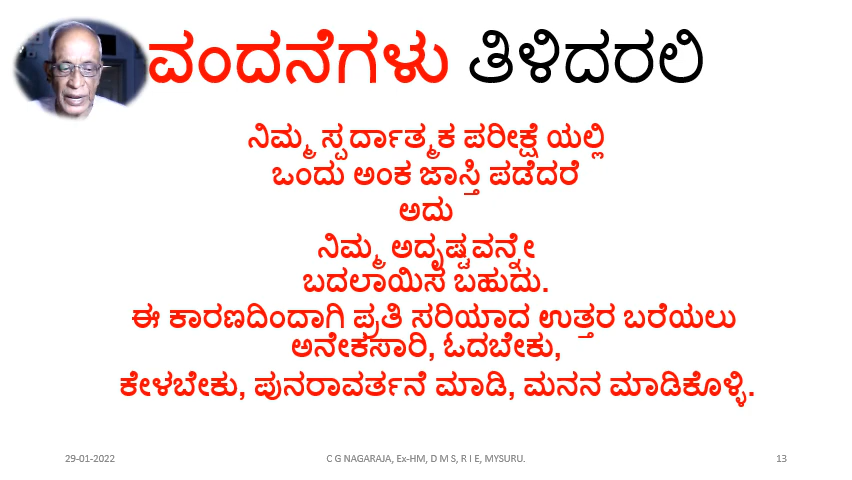 ವಂದನೆಗಳು ತಿಳಿದರಲಿ
ನಿಮ್ಮ ಸ್ಪರ್ದಾತ್ಮಕ ಪರೀಕ್ಷೆ ಯಲ್ಲಿ
ಒಂದು ಅಂಕ ಜಾಸ್ತಿ ಪಡೆದರೆ
ಅದು
ನಿಮ್ಮ ಅದೃಷ್ಟವನ್ನೇ
ಬದಲಾಯಿಸ ಬಹುದು.
ಈ ಕಾರಣದಿಂದಾಗಿ ಪ್ರತಿ ಸರಿಯಾದ ಉತ್ತರ ಬರೆಯಲು
ಅನೇಕಸಾರಿ, ಓದಬೇಕು,
ಕೇಳಬೇಕು, ಪುನರಾವರ್ತನೆ ಮಾಡಿ, ಮನನ ಮಾಡಿಕೊಳ್ಳಿ.
29-01-2022 C G NAGARAJA, Ex-HM, D M S, R I E, MYSURU. 13